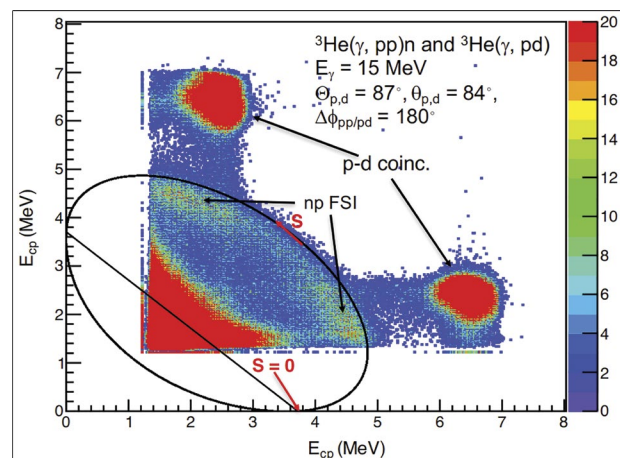 ³He(γ, pp)n and ³He(γ, pd)
E_γ = 15 MeV
Θ_p,d = 87°, θ_p,d = 84°,
Δϕ_pp/pd = 180°
p-d coinc.
np FSI
S
S = 0
E_cp (MeV)
8
7
6
5
4
3
2
1
0
0 1 2 3 4 5 6 7 8
E_cp (MeV)
20
18
16
14
12
10
8
6
4
2
0